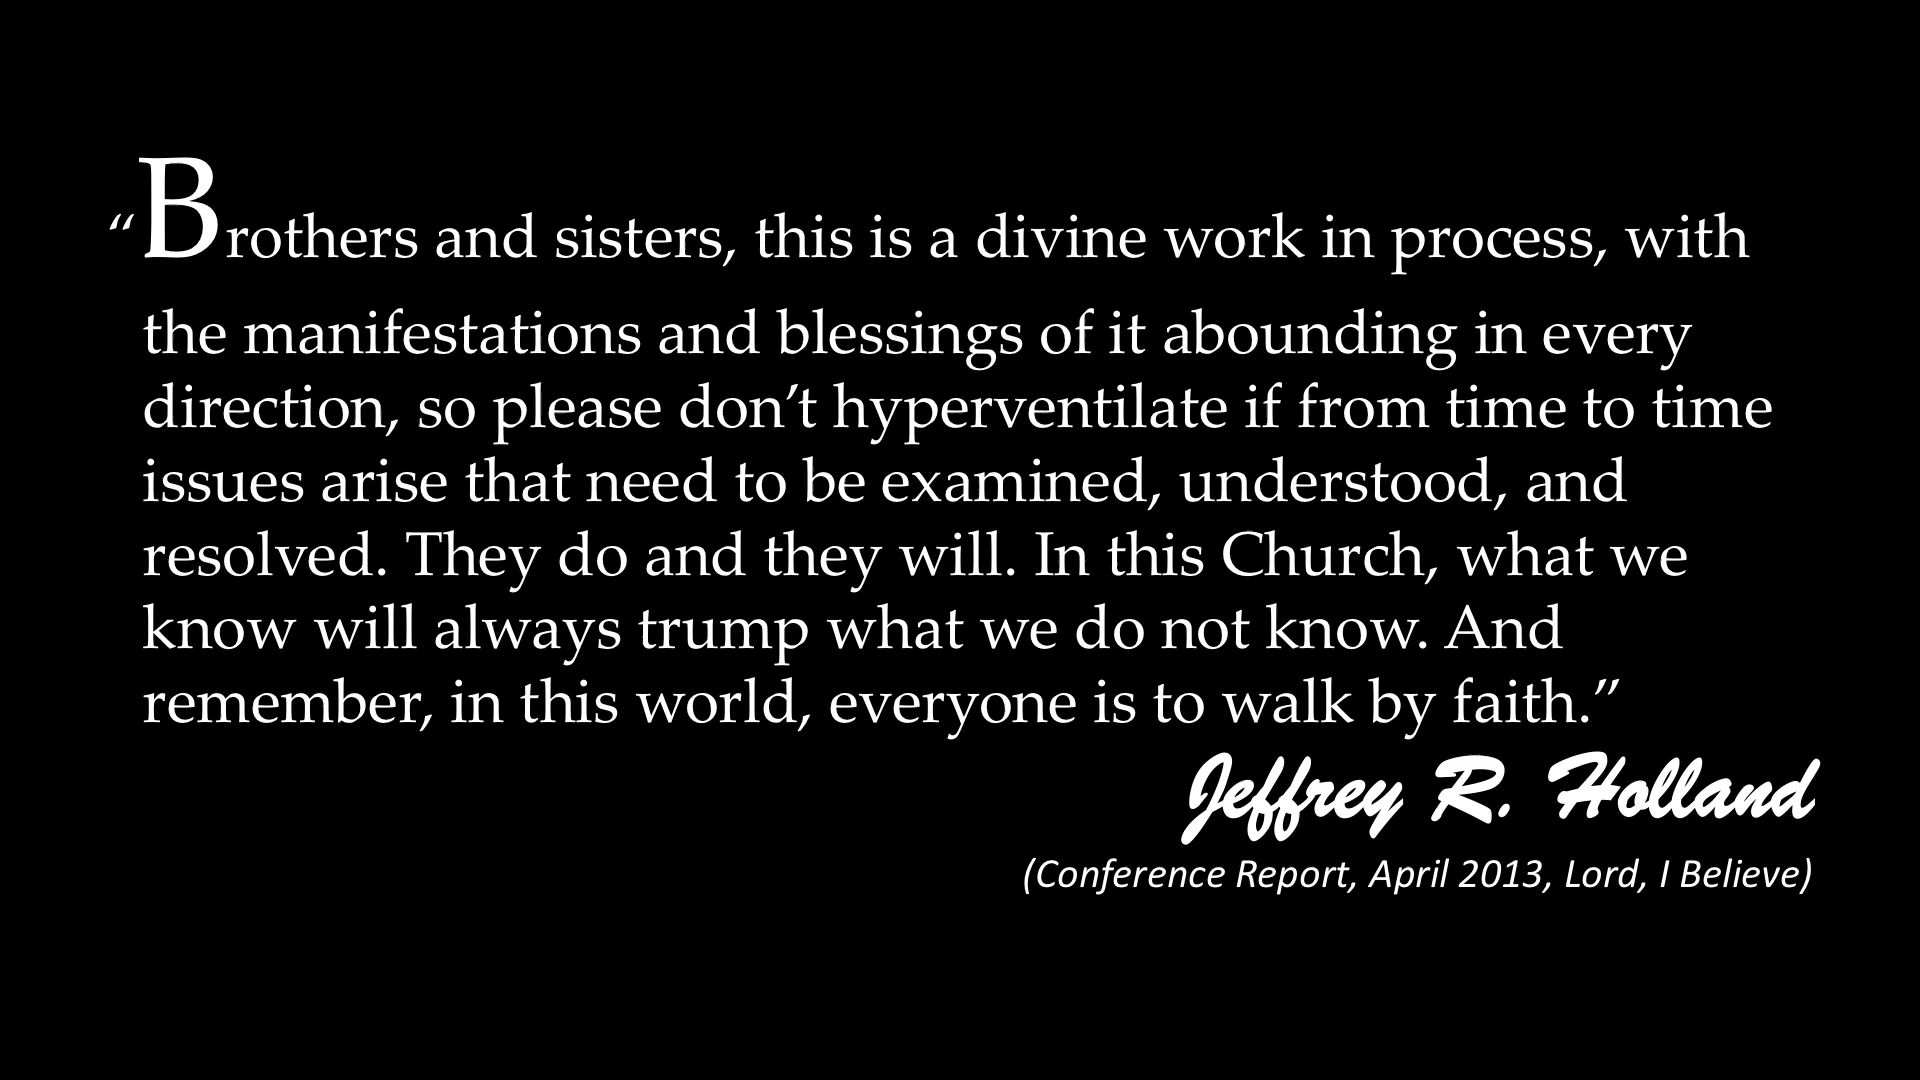 “Brothers and sisters, this is a divine work in process, with
the manifestations and blessings of it abounding in every
direction, so please don’t hyperventilate if from time to time
issues arise that need to be examined, understood, and
resolved. They do and they will. In this Church, what we
know will always trump what we do not know. And
remember, in this world, everyone is to walk by faith.”
Jeffrey R. Holland
(Conference Report, April 2013, Lord, I Believe)